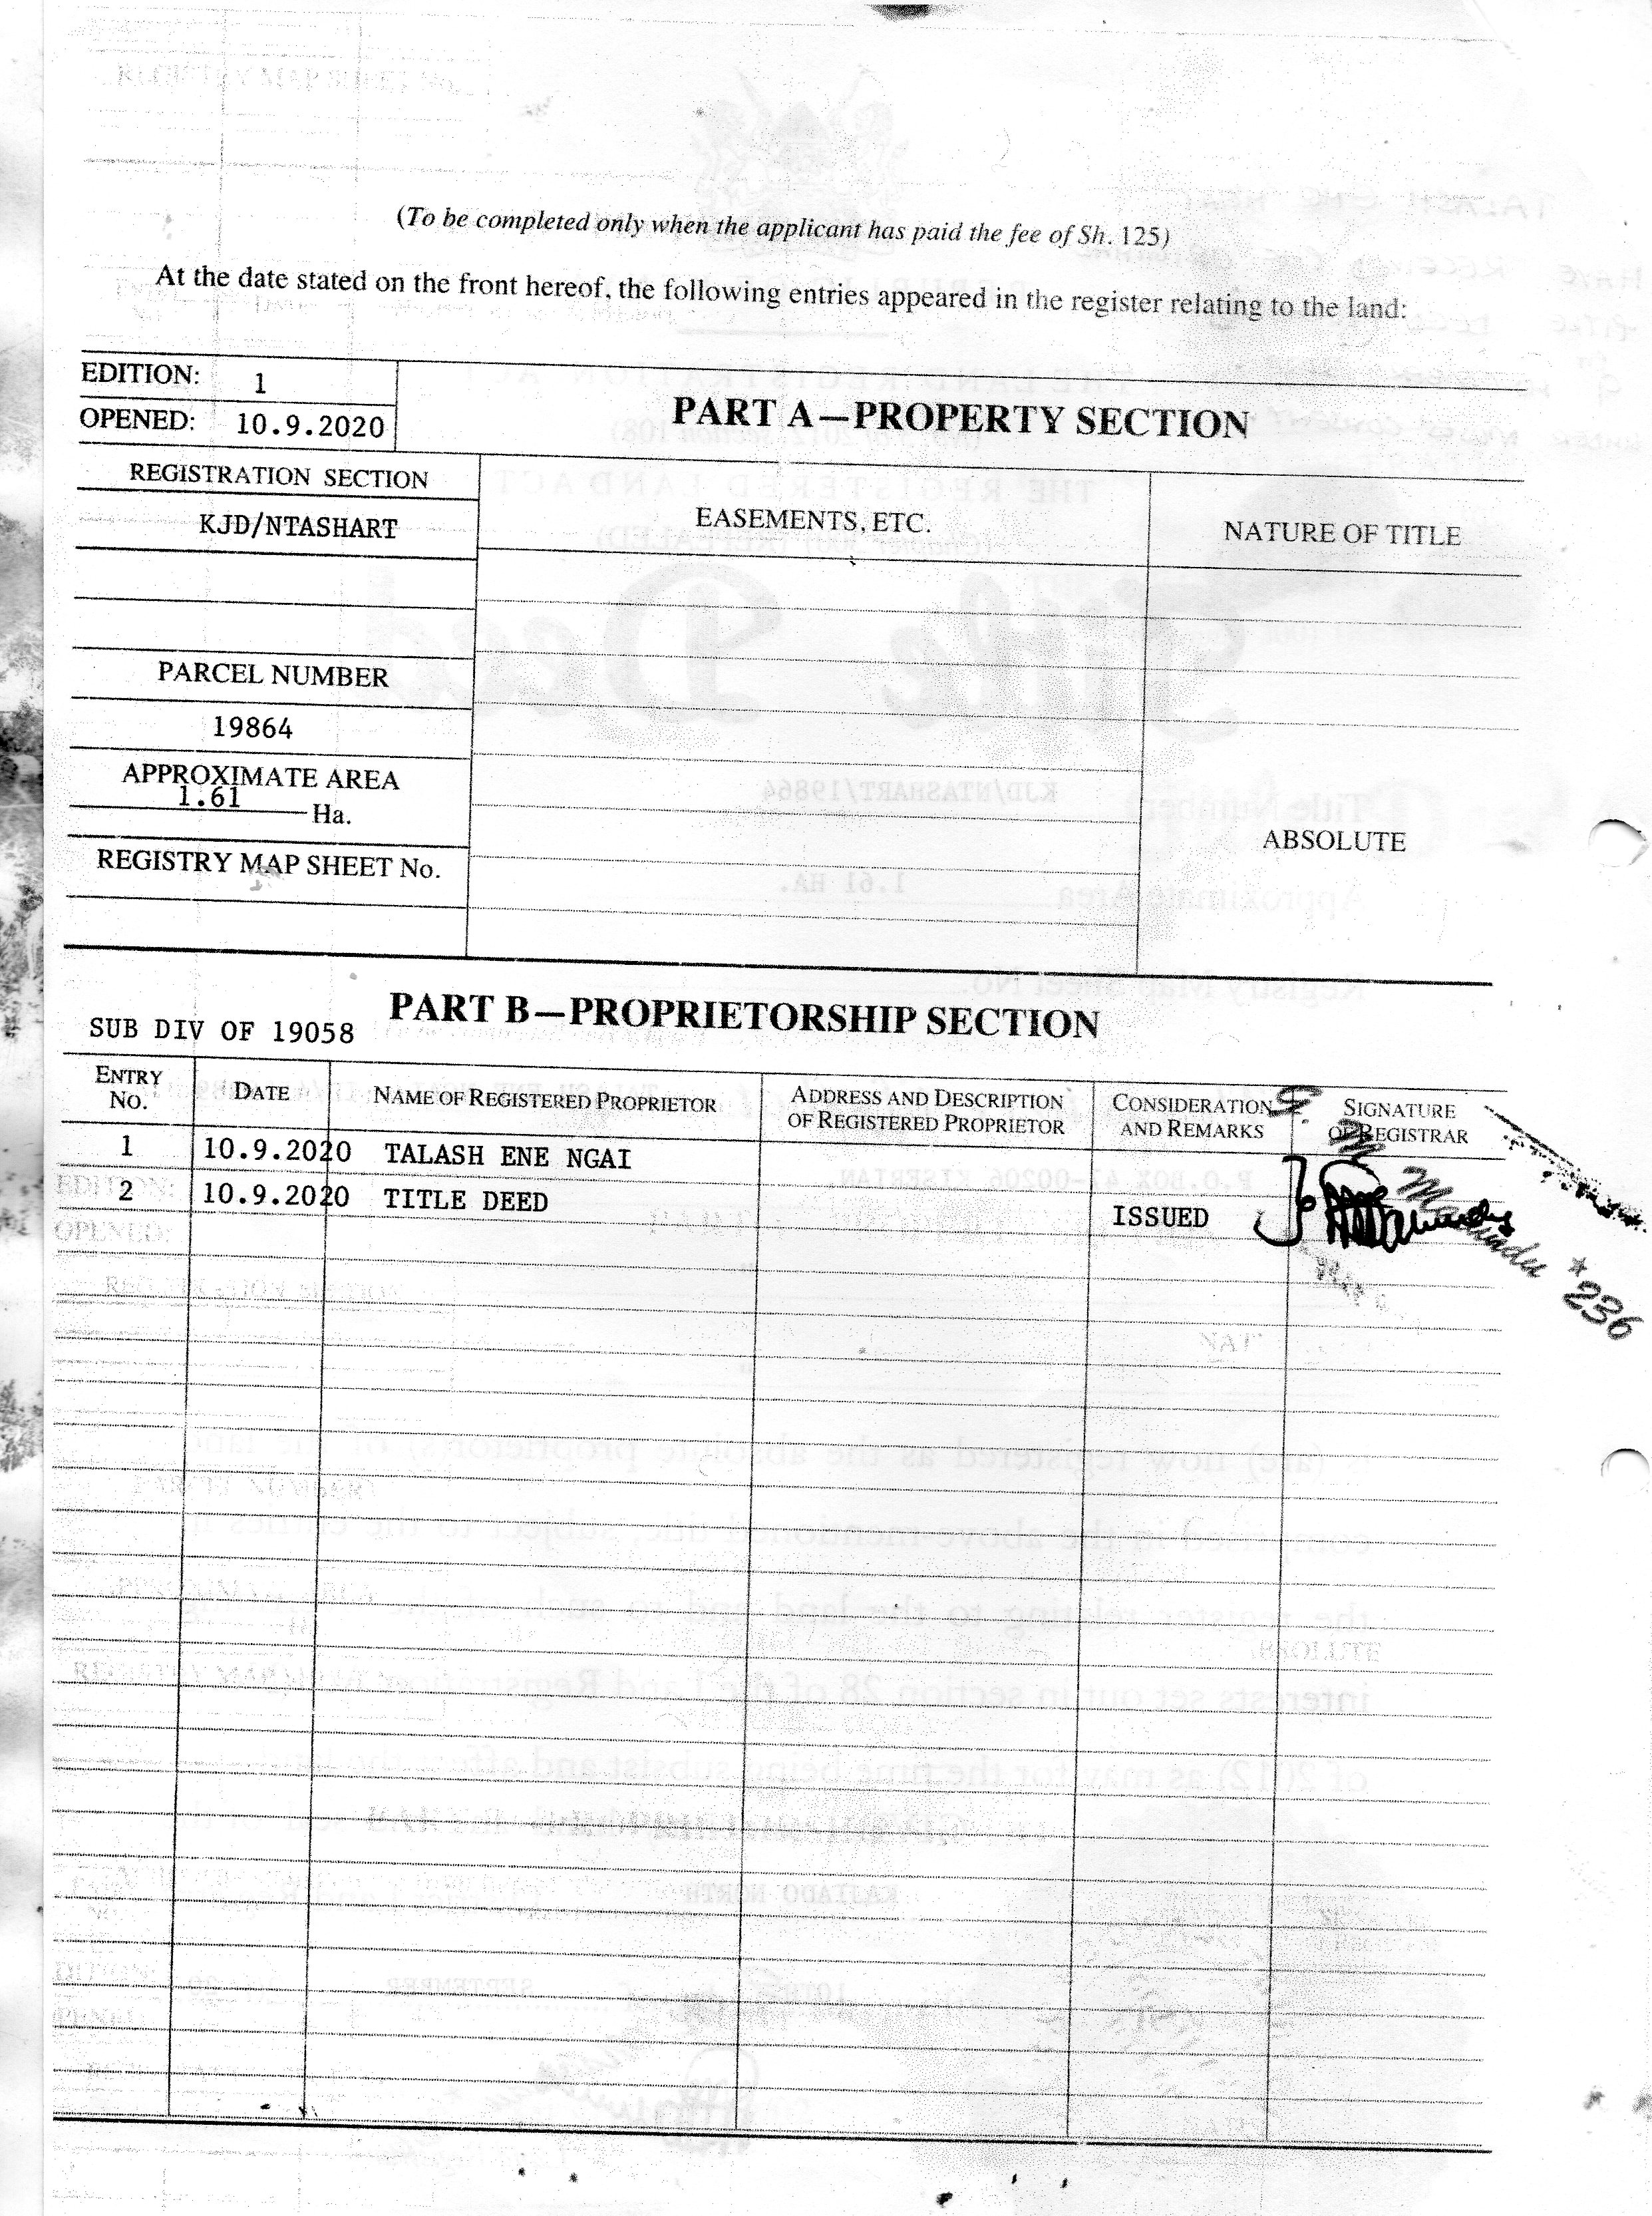 (To be completed only when the applicant has paid the fee of Sh. 125)
At the date stated on the front hereof, the following entries appeared in the register relating to the land:
EDITION: 1
OPENED: 10.9.2020
PART A—PROPERTY SECTION
REGISTRATION SECTION
KJD/NTASHART
EASEMENTS, ETC.
NATURE OF TITLE
PARCEL NUMBER
19864
APPROXIMATE AREA
1.61 Ha.
ABSOLUTE
REGISTRY MAP SHEET No.
PART B—PROPRIETORSHIP SECTION
SUB DIV OF 19058
ENTRY No. DATE NAME OF REGISTERED PROPRIETOR ADDRESS AND DESCRIPTION OF REGISTERED PROPRIETOR CONSIDERATION AND REMARKS SIGNATURE OF REGISTRAR
1 10.9.2020 TALASH ENE NGAI
2 10.9.2020 TITLE DEED ISSUED
*236